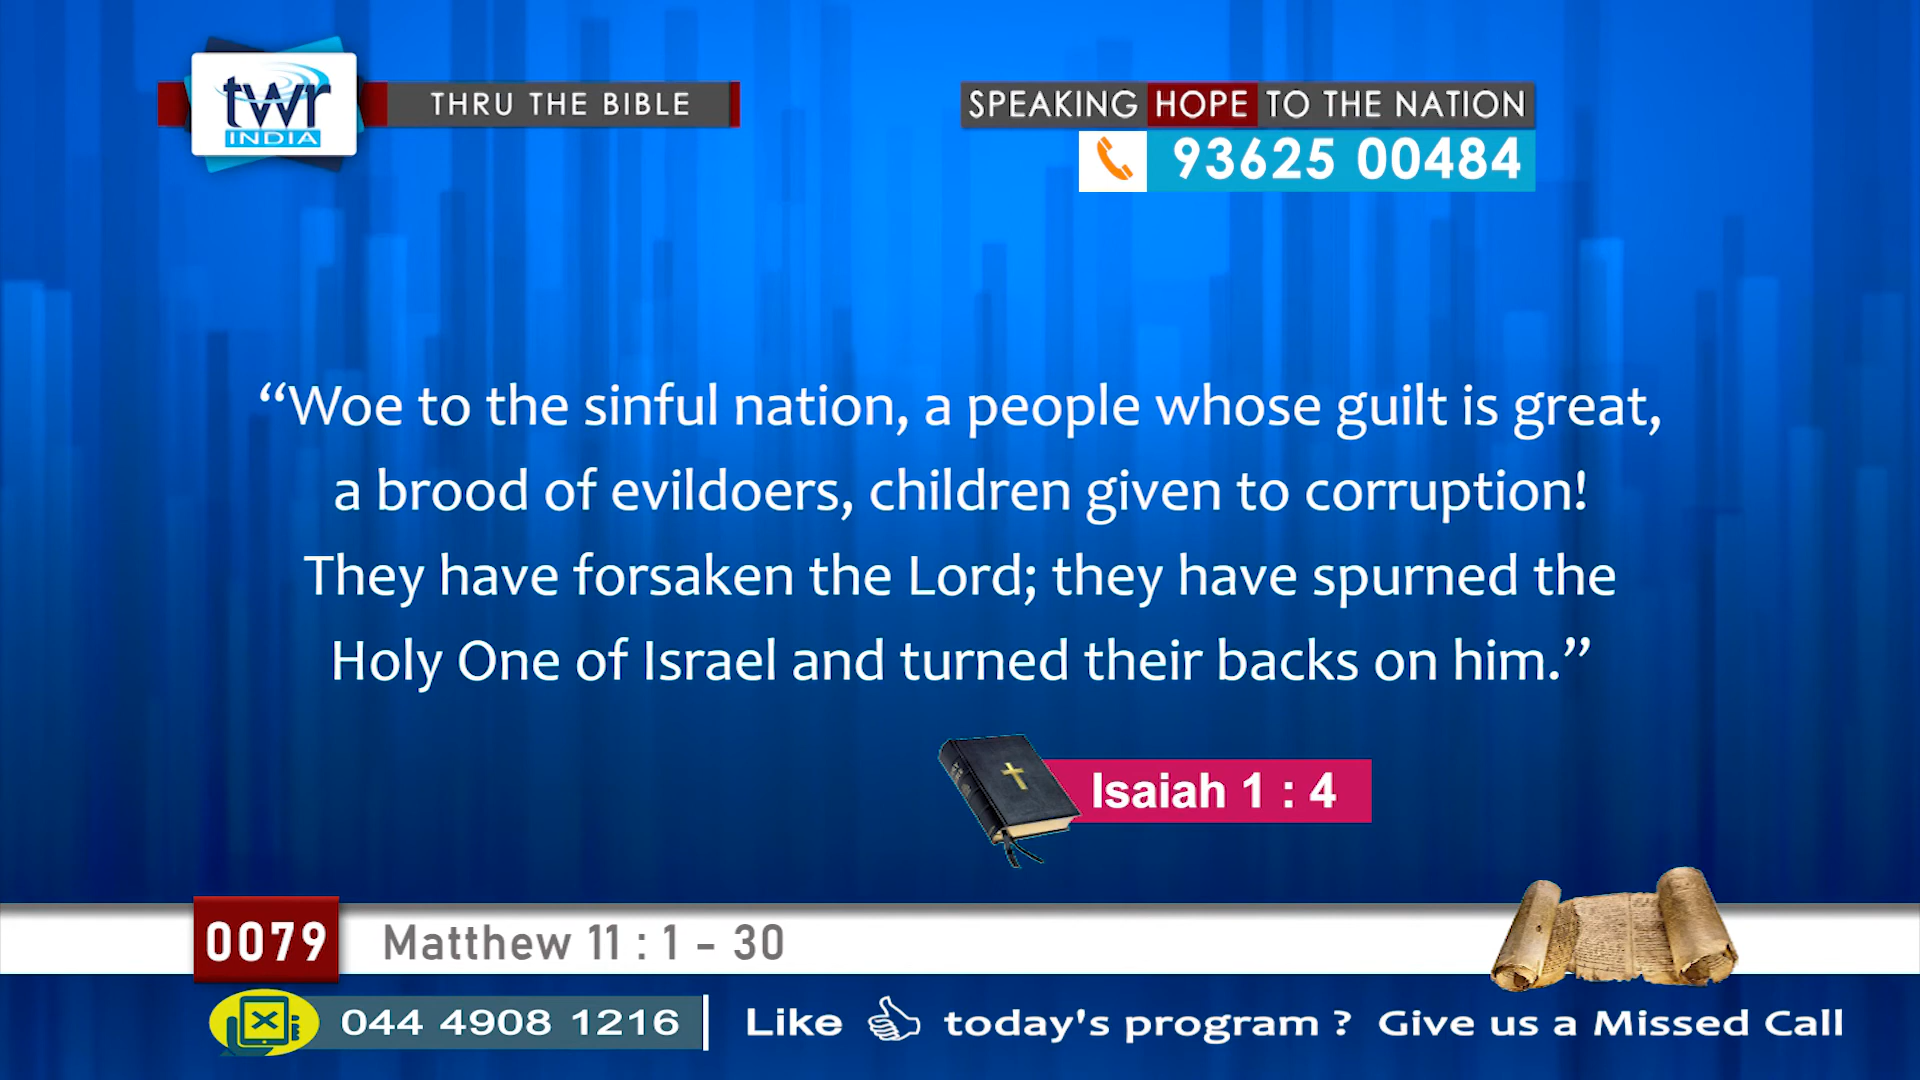 twr
INDIA
THRU THE BIBLE
SPEAKING HOPE TO THE NATION
93625 00484
“Woe to the sinful nation, a people whose guilt is great,
a brood of evildoers, children given to corruption!
They have forsaken the Lord; they have spurned the
Holy One of Israel and turned their backs on him.”
Isaiah 1 : 4
0079
Matthew 11 : 1 - 30
044 4908 1216
Like today's program ? Give us a Missed Call